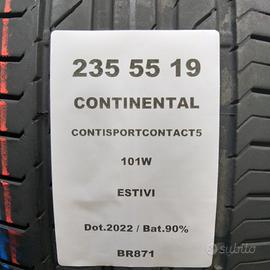 235 55 19
CONTINENTAL
CONTISPORTCONTACT5
101W
ESTIVI
Dot.2022 / Bat.90%
BR871
subito